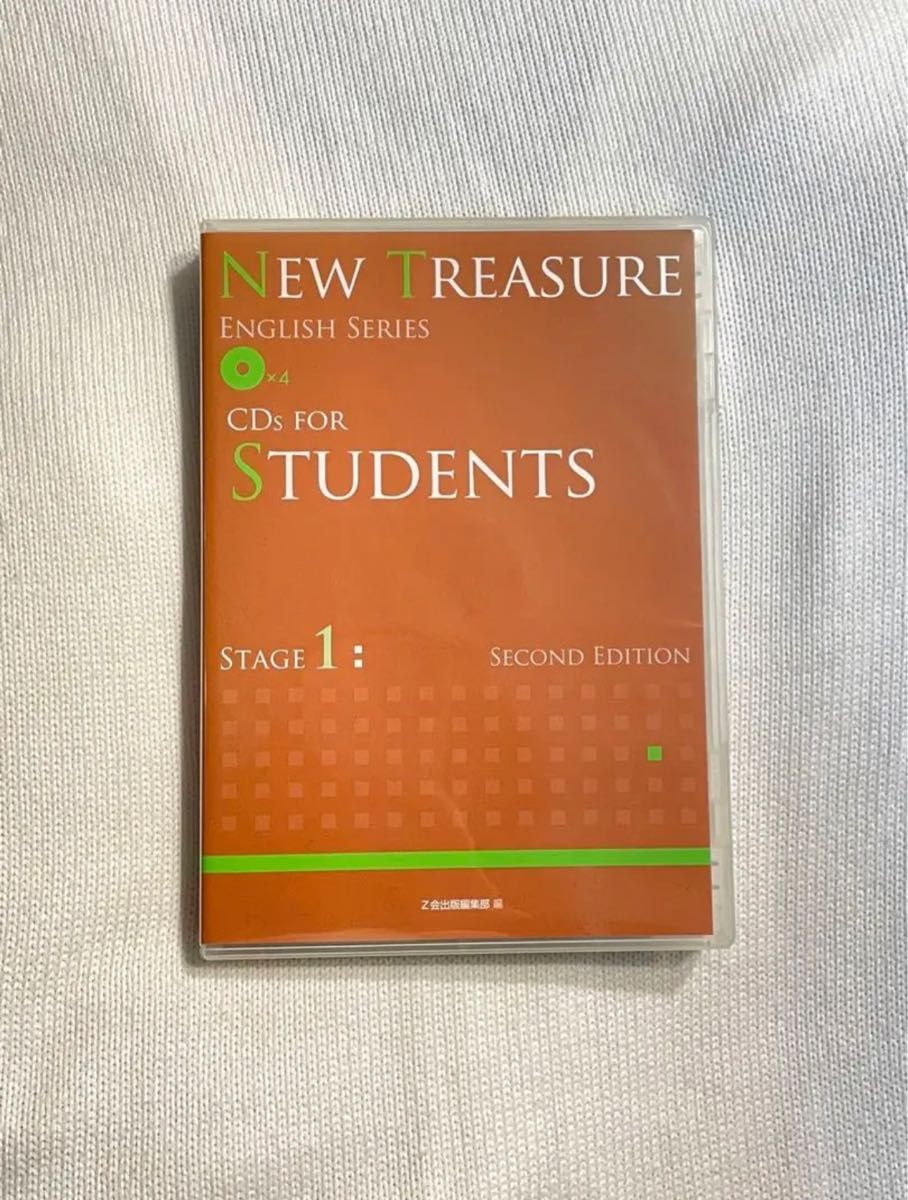 NEW TREASURE
ENGLISH SERIES
×4
CDS FOR
STUDENTS
STAGE 1: SECOND EDITION
Z会出版編集部 編